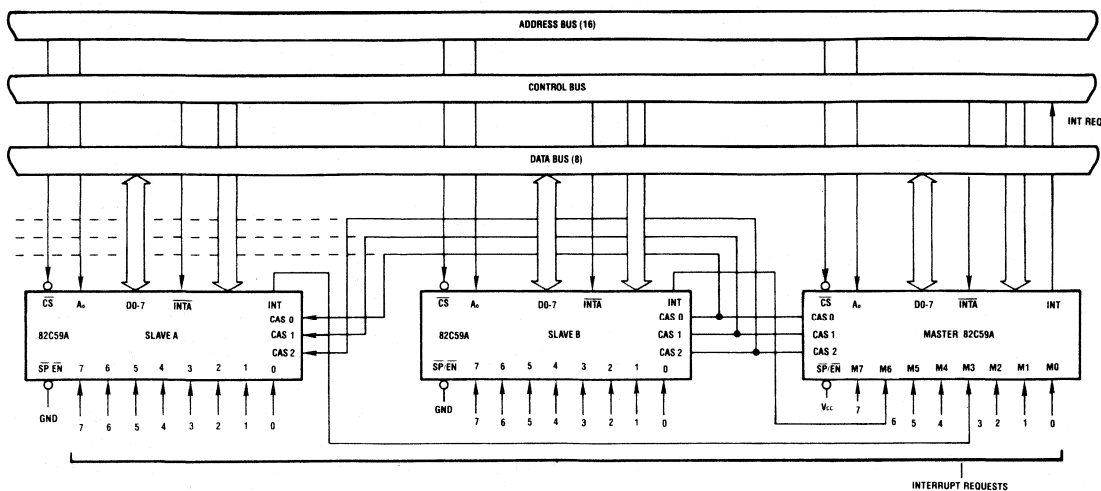 ADDRESS BUS (16)
CONTROL BUS
INT REQ
DATA BUS (8)
CS A₀ D0-7 INTA INT
CAS 0
82C59A SLAVE A CAS 1
CAS 2
SP EN 7 6 5 4 3 2 1 0
GND
7 6 5 4 3 2 1 0
CS A₀ D0-7 INTA INT
CAS 0
82C59A SLAVE B CAS 1
CAS 2
SP/EN 7 6 5 4 3 2 1 0
GND
7 6 5 4 3 2 1 0
CS A₀ D0-7 INTA INT
CAS 0
CAS 1 MASTER 82C59A
CAS 2
SP/EN M7 M6 M5 M4 M3 M2 M1 M0
Vcc
7 6 5 4 3 2 1 0
INTERRUPT REQUESTS